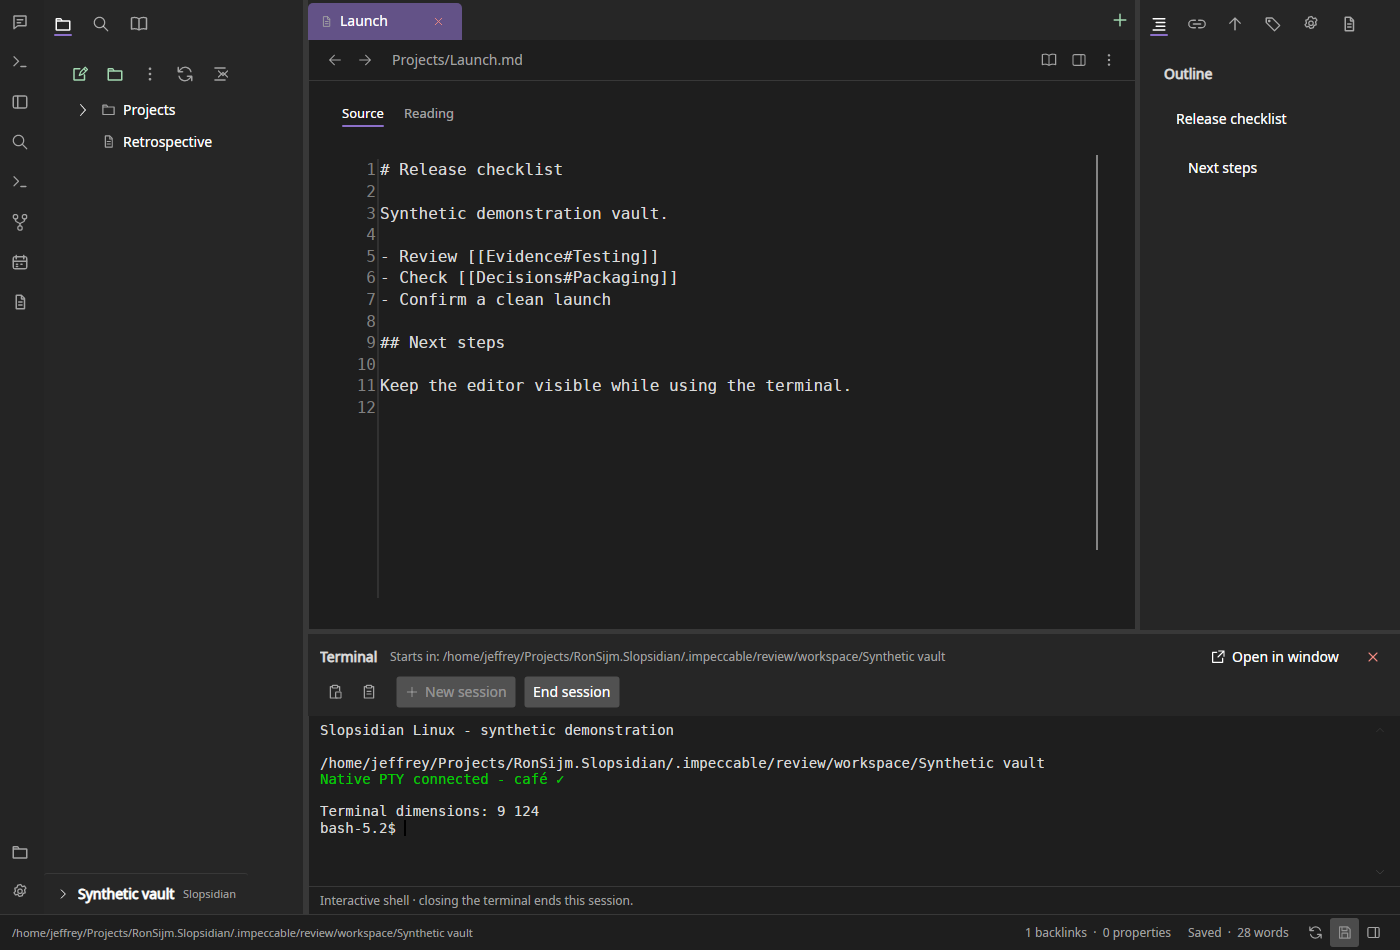 Launch
Projects/Launch.md
Projects
Retrospective
Source
Reading
1 # Release checklist
2
3 Synthetic demonstration vault.
4
5 - Review [[Evidence#Testing]]
6 - Check [[Decisions#Packaging]]
7 - Confirm a clean launch
8
9 ## Next steps
10
11 Keep the editor visible while using the terminal.
12
Outline
Release checklist
Next steps
Terminal Starts in: /home/jeffrey/Projects/RonSijm.Slopsidian/.impeccable/review/workspace/Synthetic vault
Open in window
New session
End session
Slopsidian Linux - synthetic demonstration
/home/jeffrey/Projects/RonSijm.Slopsidian/.impeccable/review/workspace/Synthetic vault
Native PTY connected - café ✓
Terminal dimensions: 9 124
bash-5.2$
Interactive shell · closing the terminal ends this session.
Synthetic vault Slopsidian
/home/jeffrey/Projects/RonSijm.Slopsidian/.impeccable/review/workspace/Synthetic vault
1 backlinks · 0 properties Saved · 28 words